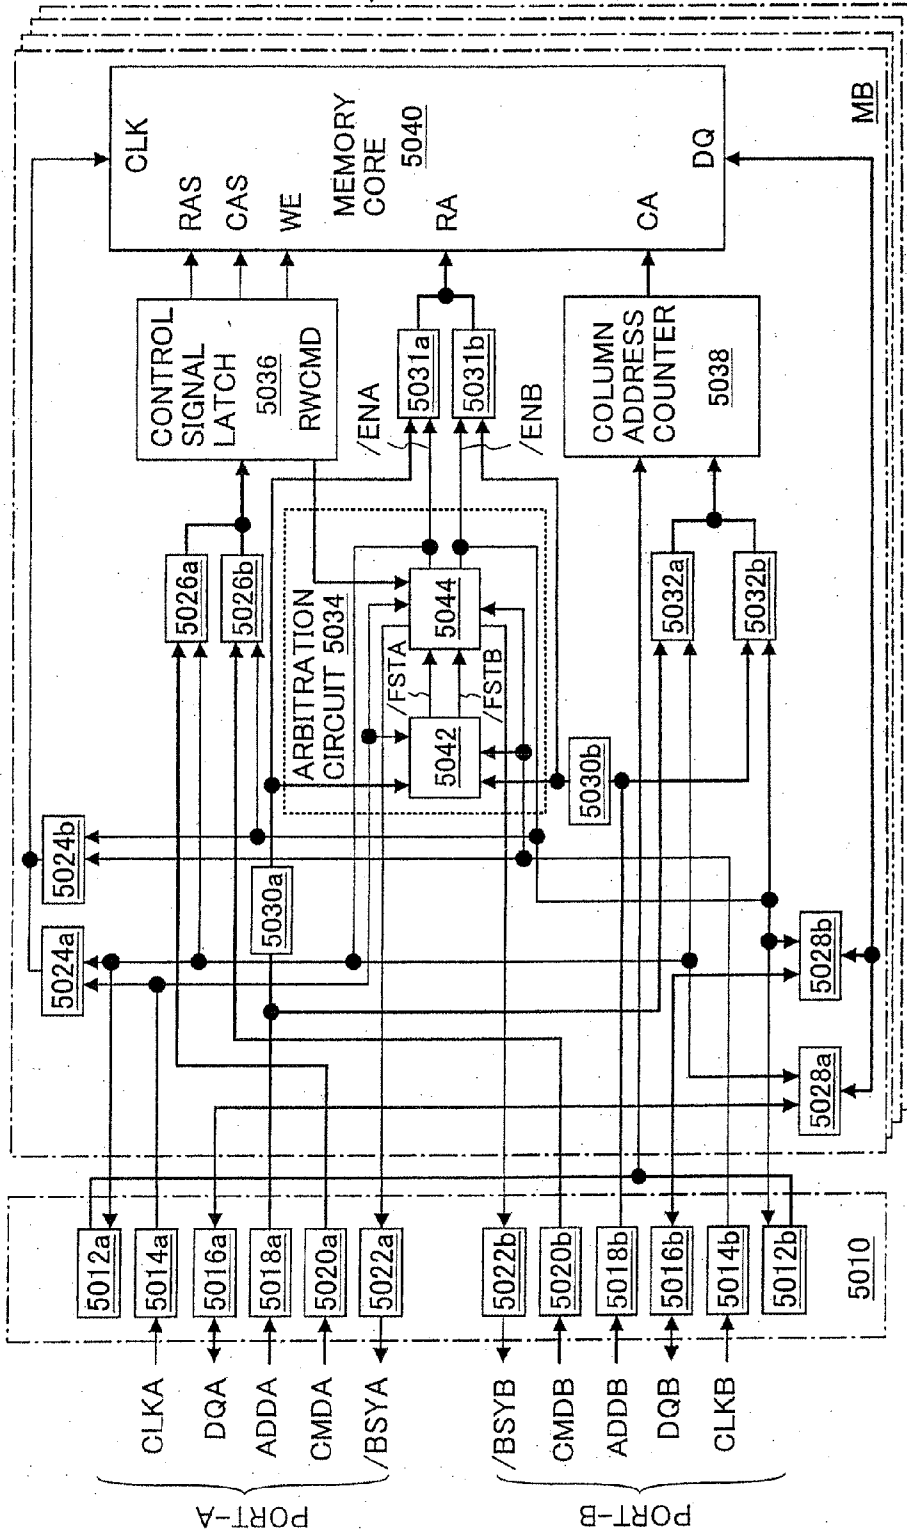 PORT-A
CLKA
DQA
ADDA
CMDA
/BSYA
PORT-B
/BSYB
CMDB
ADDB
DQB
CLKB
5012a
5014a
5016a
5018a
5020a
5022a
5022b
5020b
5018b
5016b
5014b
5012b
5010
5024a
5024b
5026a
5026b
5028a
5028b
5030a
5030b
ARBITRATION
CIRCUIT 5034
/FSTA
/FSTB
5042
5044
5032a
5032b
CONTROL
SIGNAL
LATCH
5036
RWCMD
/ENA
/ENB
5031a
5031b
COLUMN
ADDRESS
COUNTER
5038
CLK
RAS
CAS
WE
MEMORY
CORE
5040
RA
CA
DQ
MB